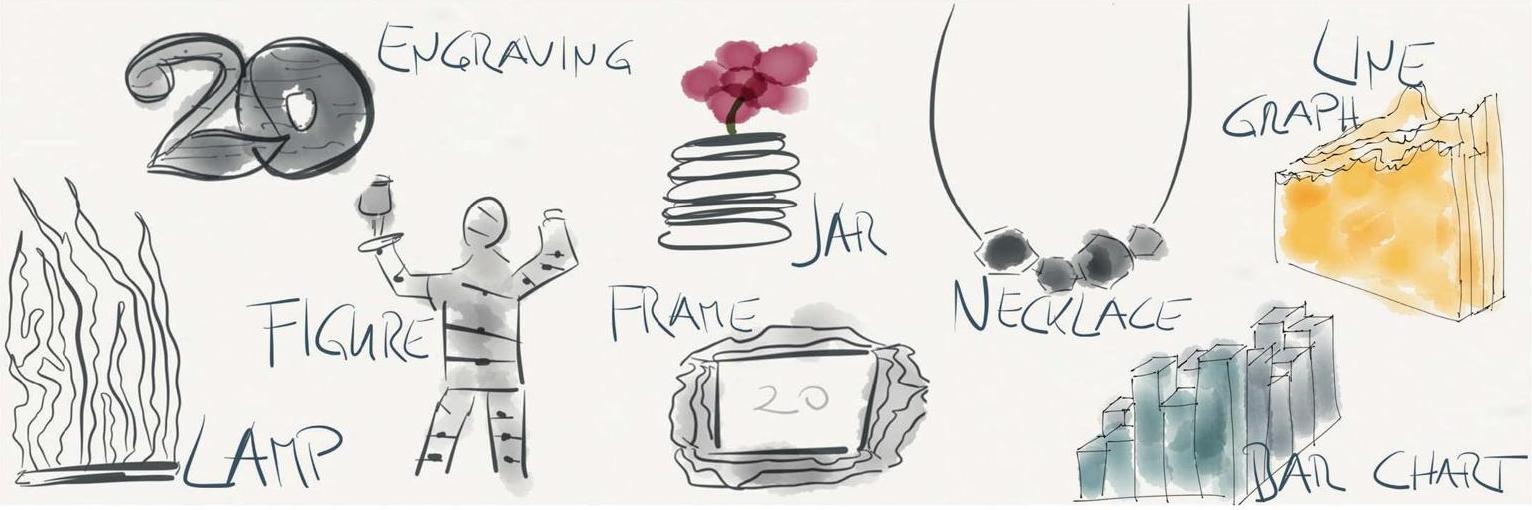 20
ENGRAVING
JAR
LINE
GRAPH
LAMP
FIGURE
FRAME
20
NECKLACE
BAR CHART